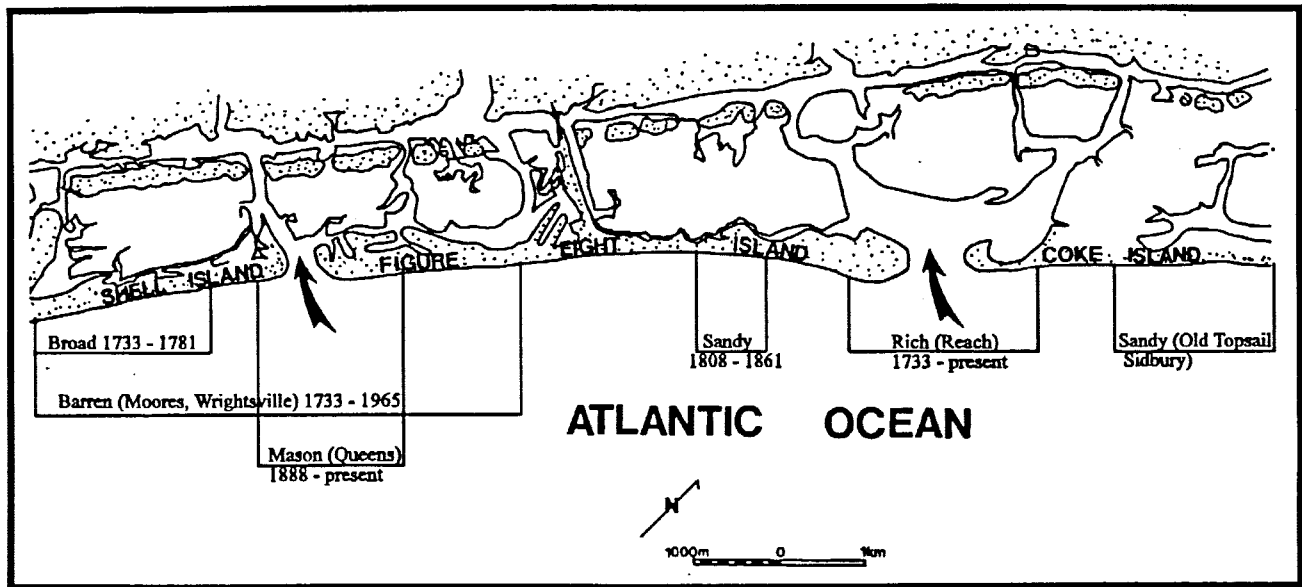 SHELL ISLAND
FIGURE EIGHT ISLAND
COKE ISLAND
Broad 1733 - 1781
Sandy
1808 - 1861
Rich (Reach)
1733 - present
Sandy (Old Topsail
Sidbury)
Barren (Moores, Wrightsville) 1733 - 1965
ATLANTIC OCEAN
Mason (Queens)
1888 - present
N
1000m 0 1km